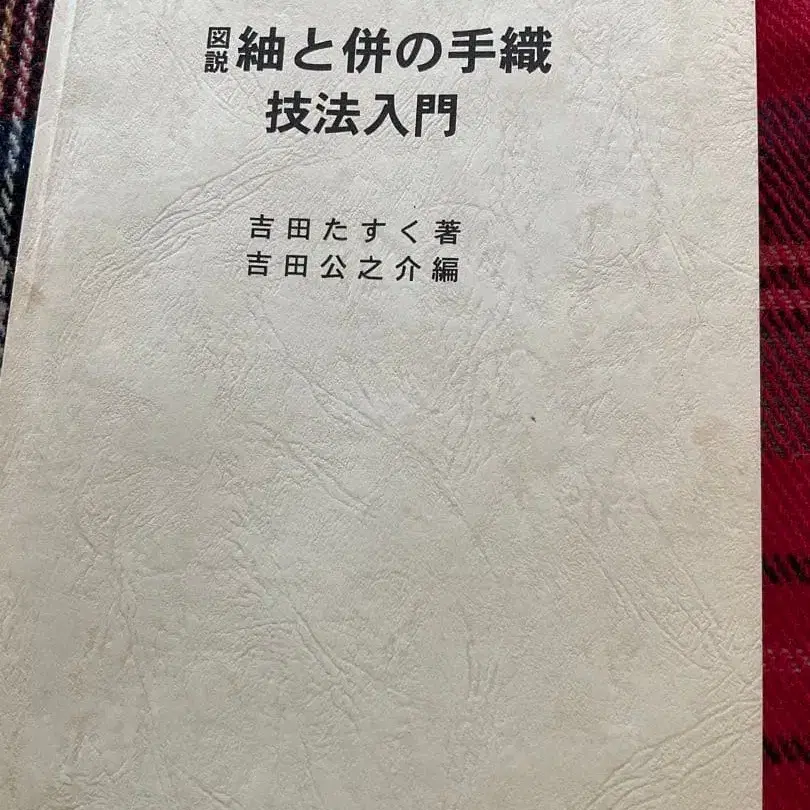 図説 紬と併の手織
技法入門
吉田たすく著
吉田公之介編